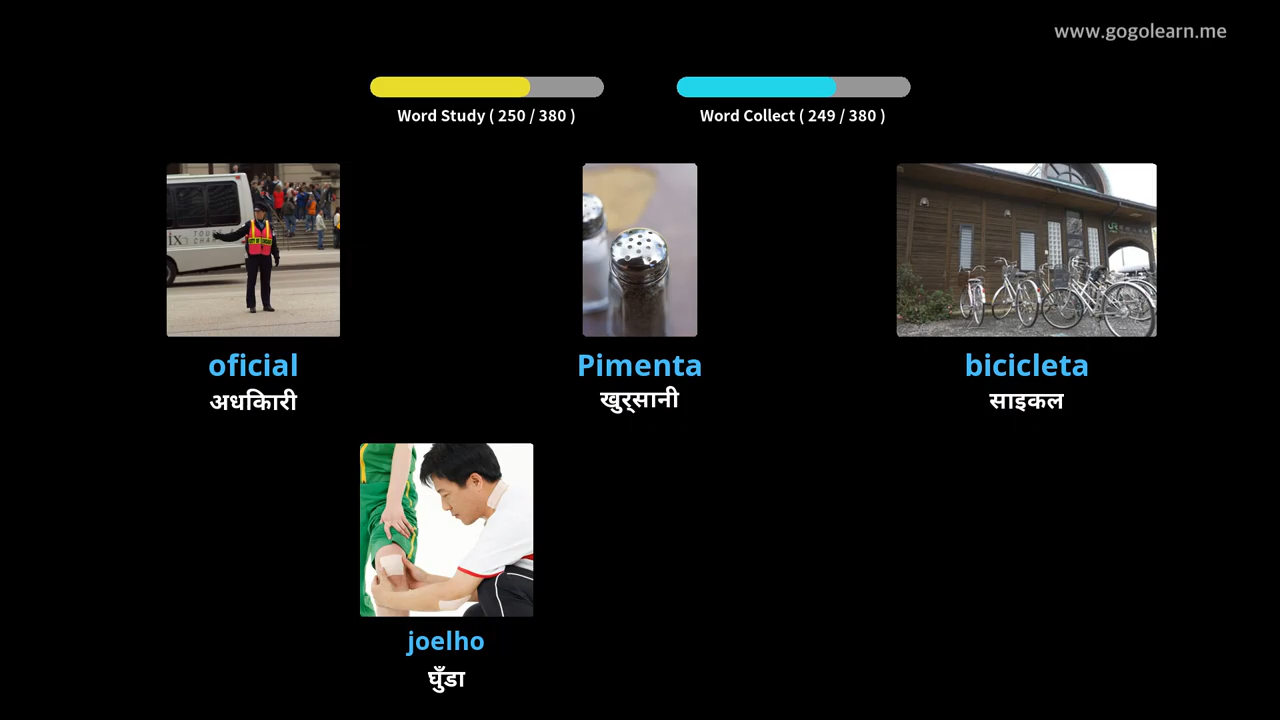 www.gogolearn.me
Word Study ( 250 / 380 )
Word Collect ( 249 / 380 )
oficial
अधिकारी
Pimenta
खुर्सानी
bicicleta
साइकल
joelho
घुँडा